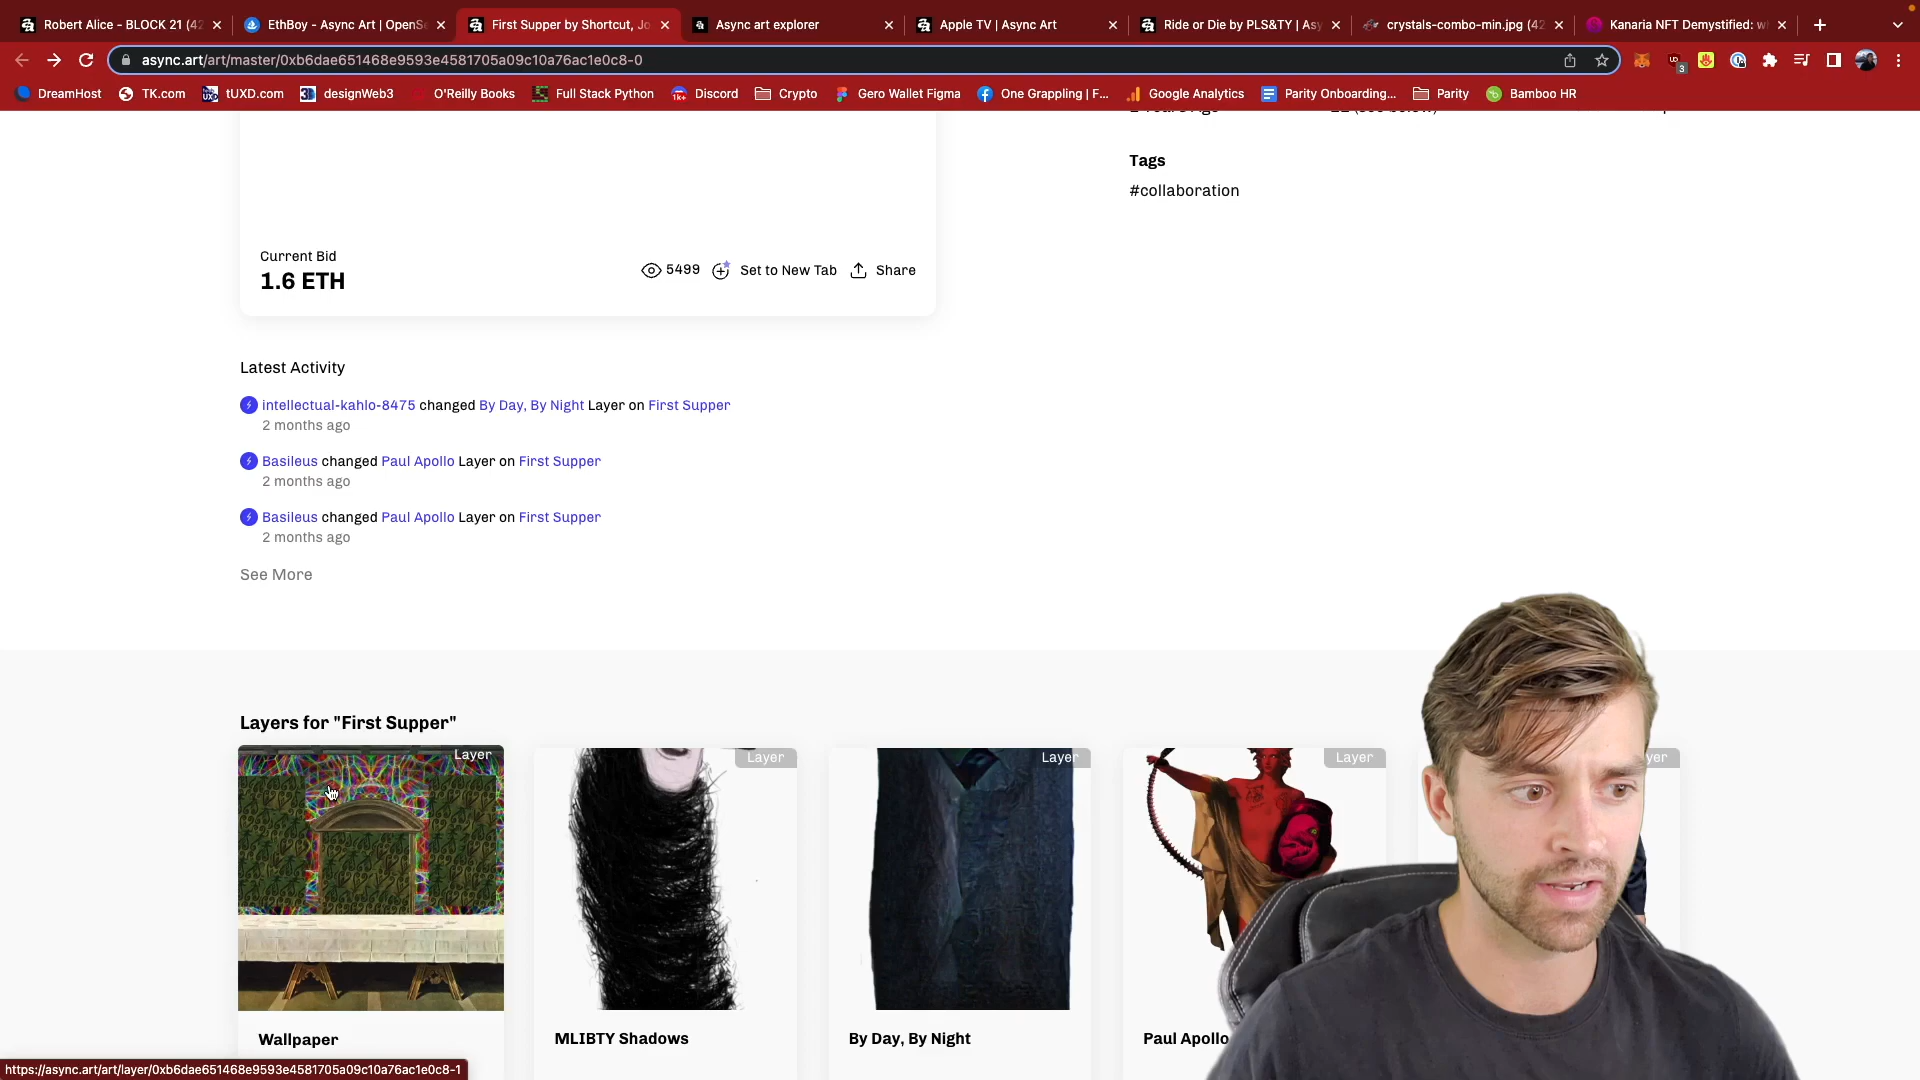 Robert Alice - BLOCK 21 (42
EthBoy - Async Art | OpenSe
First Supper by Shortcut, Jo
Async art explorer
Apple TV | Async Art
Ride or Die by PLS&TY | Asy
crystals-combo-min.jpg (42
Kanaria NFT Demystified: wh
async.art/art/master/0xb6dae651468e9593e4581705a09c10a76ac1e0c8-0
3
DreamHost
TK.com
tUXD.com
designWeb3
O'Reilly Books
Full Stack Python
Discord
Crypto
Gero Wallet Figma
One Grappling | F...
Google Analytics
Parity Onboarding...
Parity
Bamboo HR
Tags
#collaboration
Current Bid
1.6 ETH
5499
Set to New Tab
Share
Latest Activity
intellectual-kahlo-8475 changed By Day, By Night Layer on First Supper
2 months ago
Basileus changed Paul Apollo Layer on First Supper
2 months ago
Basileus changed Paul Apollo Layer on First Supper
2 months ago
See More
Layers for "First Supper"
Layer
Layer
Layer
Layer
Wallpaper
MLIBTY Shadows
By Day, By Night
Paul Apollo
https://async.art/art/layer/0xb6dae651468e9593e4581705a09c10a76ac1e0c8-1